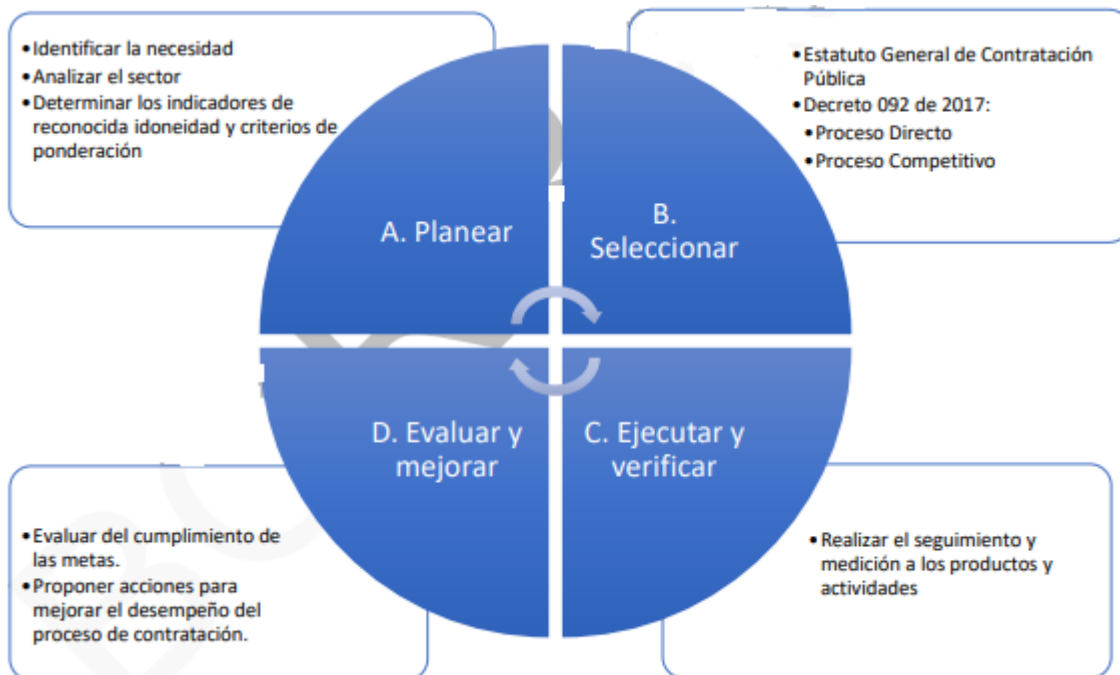 •Identificar la necesidad
•Analizar el sector
•Determinar los indicadores de
reconocida idoneidad y criterios de
ponderación
•Estatuto General de Contratación
Pública
•Decreto 092 de 2017:
•Proceso Directo
•Proceso Competitivo
A. Planear
B.
Seleccionar
D. Evaluar y
mejorar
C. Ejecutar y
verificar
•Evaluar del cumplimiento de
las metas.
•Proponer acciones para
mejorar el desempeño del
proceso de contratación.
•Realizar el seguimiento y
medición a los productos y
actividades